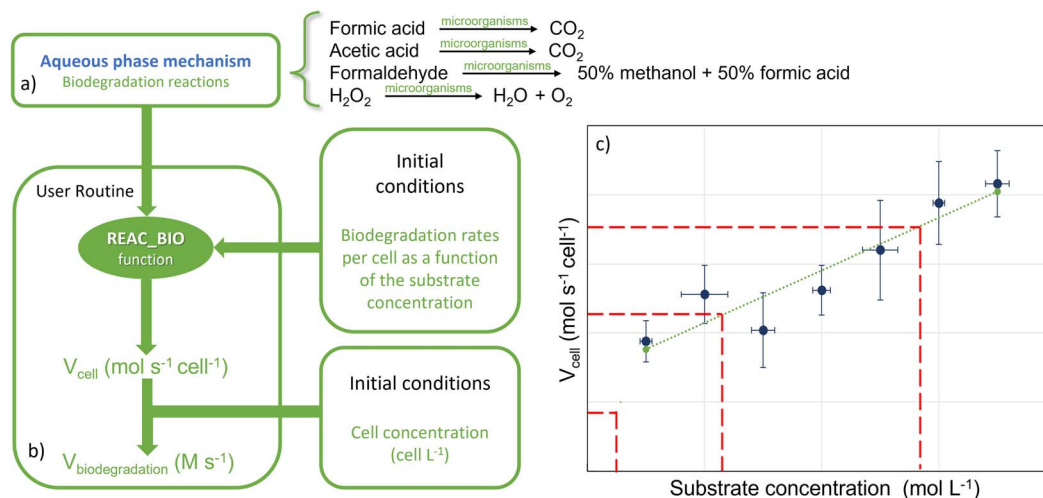 a)
Aqueous phase mechanism
Biodegradation reactions
Formic acid microorganisms CO₂
Acetic acid microorganisms CO₂
Formaldehyde microorganisms 50% methanol + 50% formic acid
H₂O₂ microorganisms H₂O + O₂
User Routine
REAC_BIO
function
Initial
conditions
Biodegradation rates
per cell as a function
of the substrate
concentration
V_cell (mol s⁻¹ cell⁻¹)
Initial conditions
Cell concentration
(cell L⁻¹)
b)
V_biodegradation (M s⁻¹)
c)
V_cell (mol s⁻¹ cell⁻¹)
Substrate concentration (mol L⁻¹)